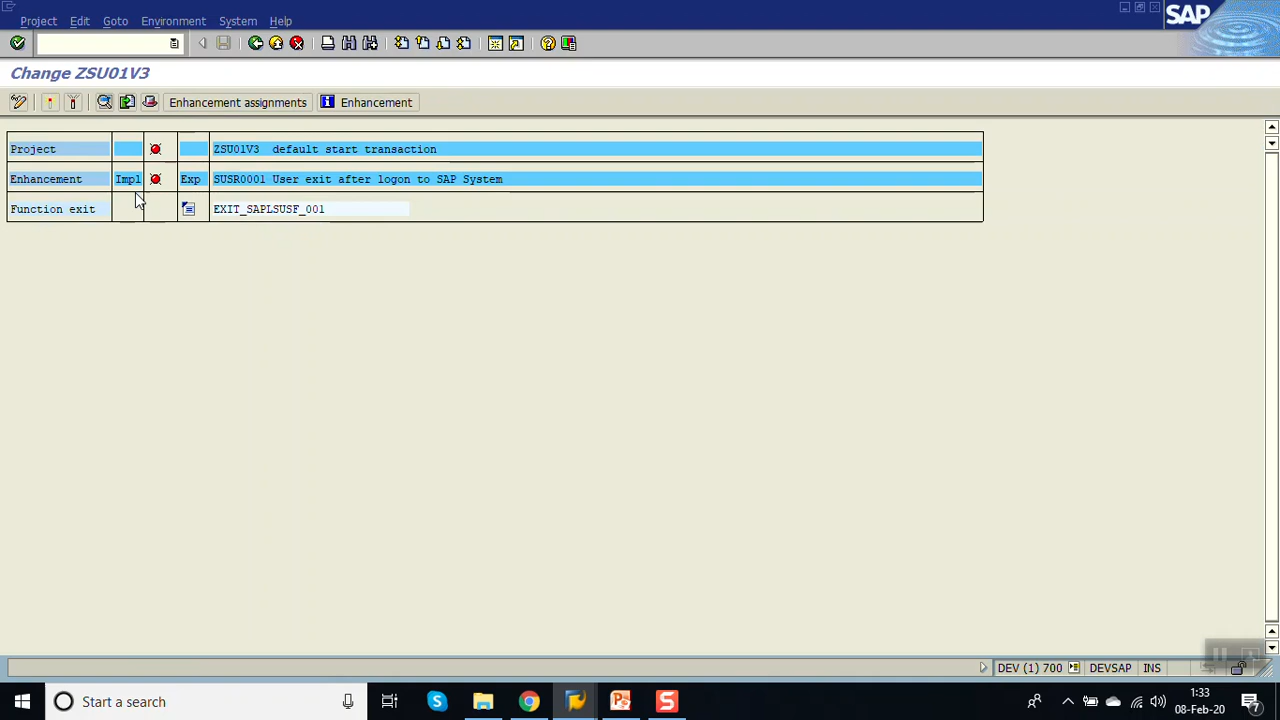 Project Edit Goto Environment System Help
SAP
Change ZSU01V3
Enhancement assignments Enhancement
Project ZSU01V3 default start transaction
Enhancement Impl Exp SUSR0001 User exit after logon to SAP System
Function exit EXIT_SAPLSUSF_001
DEV (1) 700 DEVSAP INS
Start a search
1:33
08-Feb-20
7